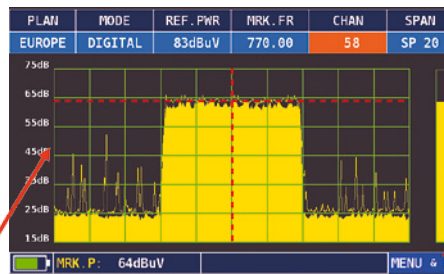 PLAN MODE REF.PWR MRK.FR CHAN SPAN
EUROPE DIGITAL 83dBuV 770.00 58 SP 20
75dB
65dB
55dB
45dB
35dB
25dB
15dB
MRK.P: 64dBuV MENU &